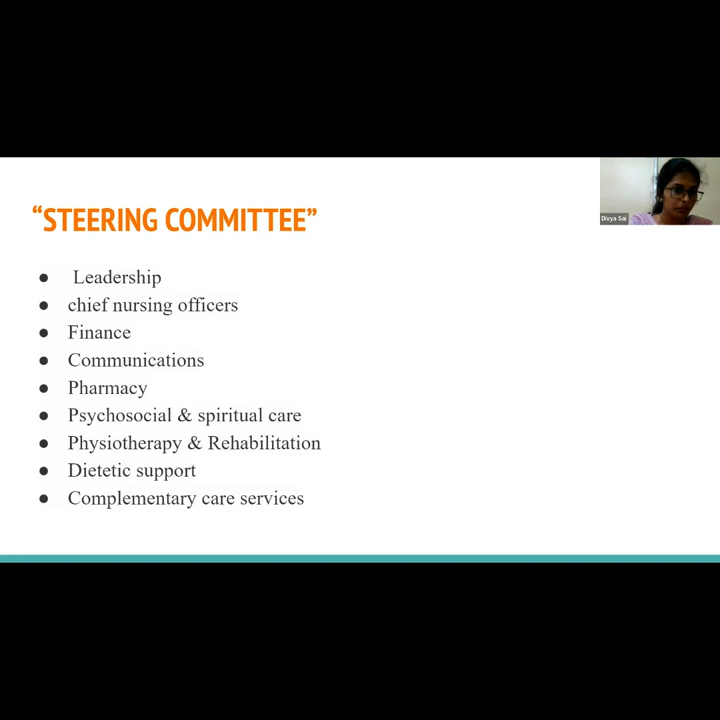 “STEERING COMMITTEE”
Divya Sai
● Leadership
● chief nursing officers
● Finance
● Communications
● Pharmacy
● Psychosocial & spiritual care
● Physiotherapy & Rehabilitation
● Dietetic support
● Complementary care services